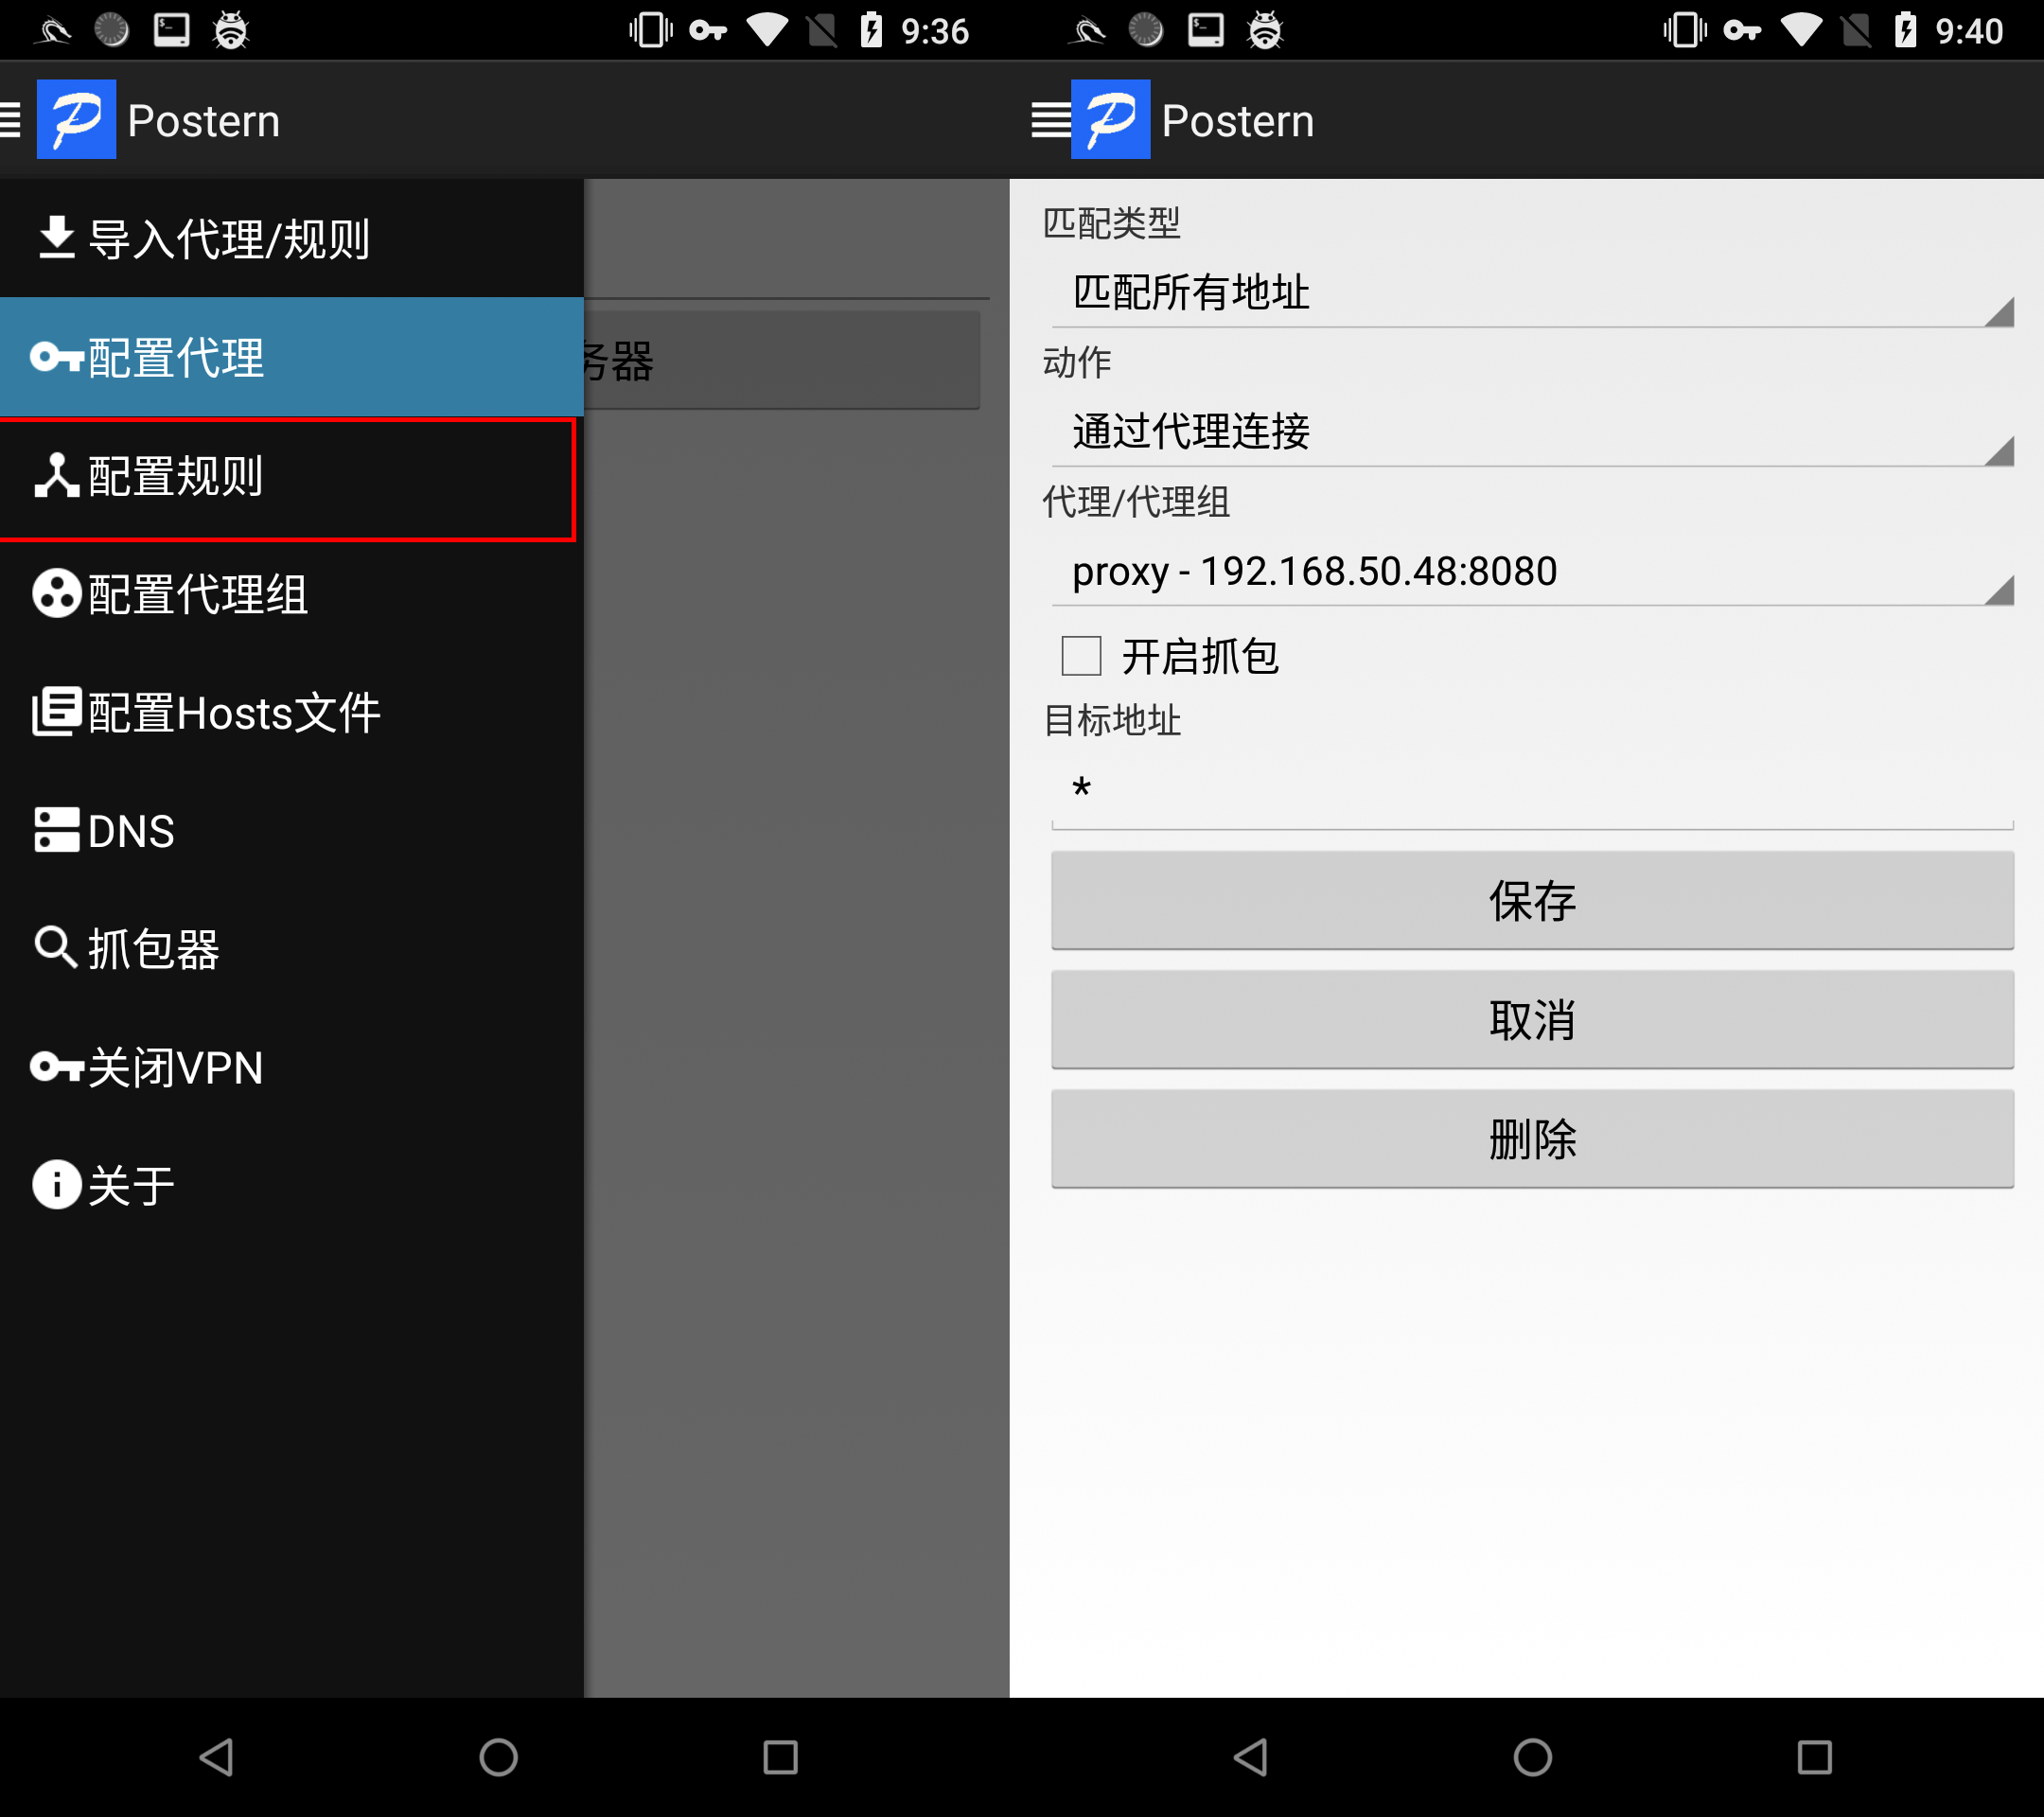 9:36
Postern
导入代理/规则
配置代理
务器
配置规则
配置代理组
配置Hosts文件
DNS
抓包器
关闭VPN
关于
9:40
Postern
匹配类型
匹配所有地址
动作
通过代理连接
代理/代理组
proxy - 192.168.50.48:8080
开启抓包
目标地址
*
保存
取消
删除